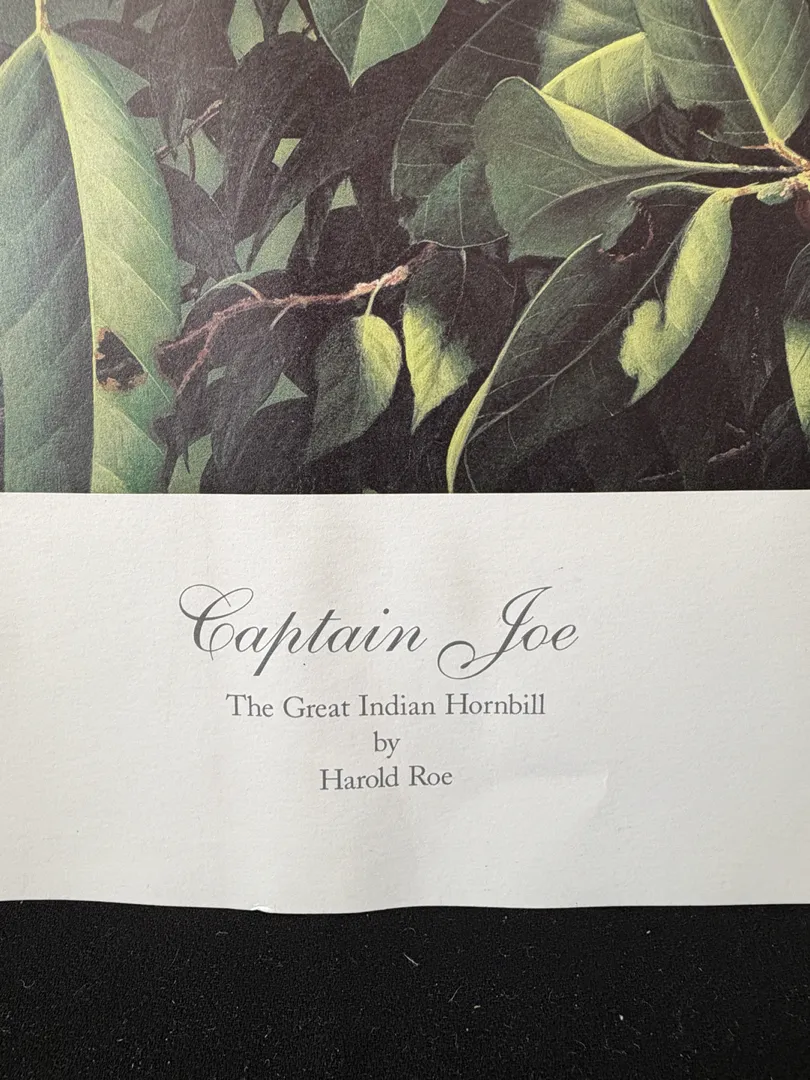 Captain Joe
The Great Indian Hornbill
by
Harold Roe